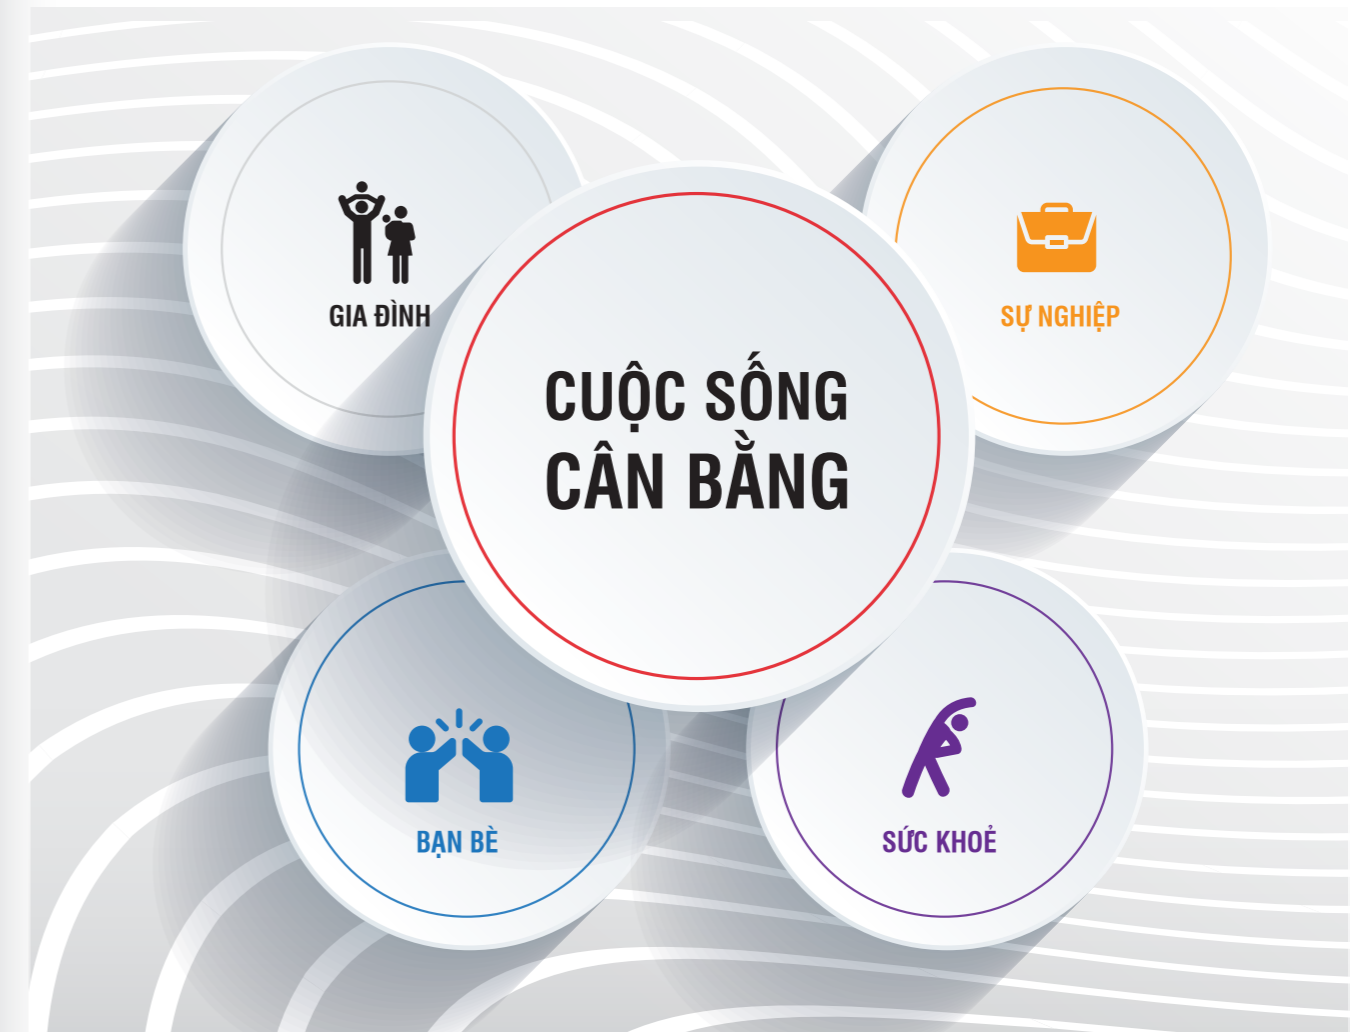 GIA ĐÌNH
SỰ NGHIỆP
CUỘC SỐNG
CÂN BẰNG
BẠN BÈ
SỨC KHOẺ